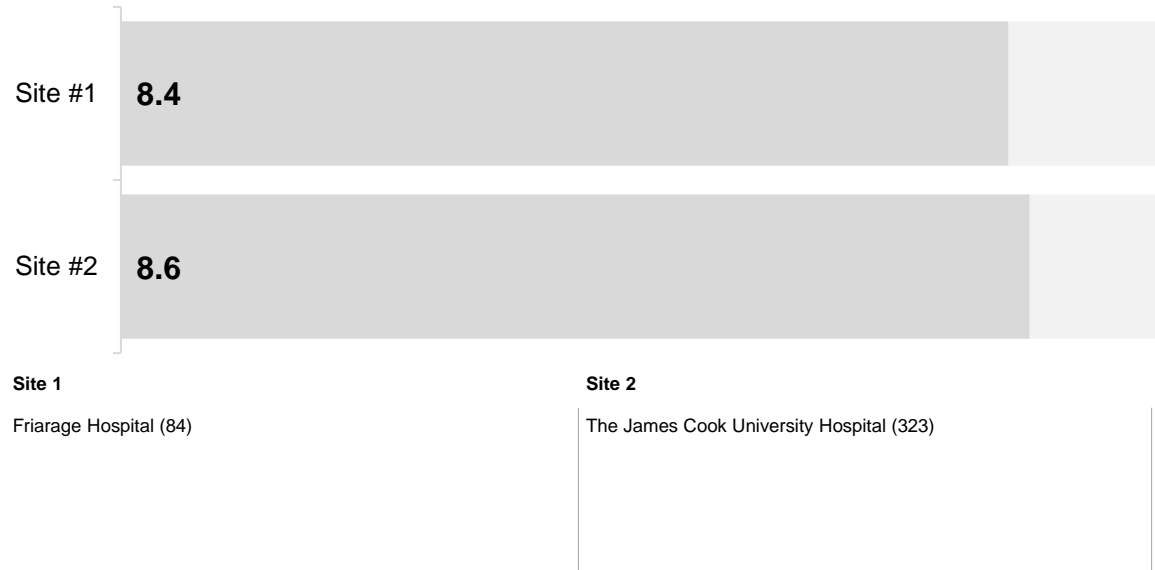 Site #1 8.4
Site #2 8.6
Site 1
Friarage Hospital (84)
Site 2
The James Cook University Hospital (323)